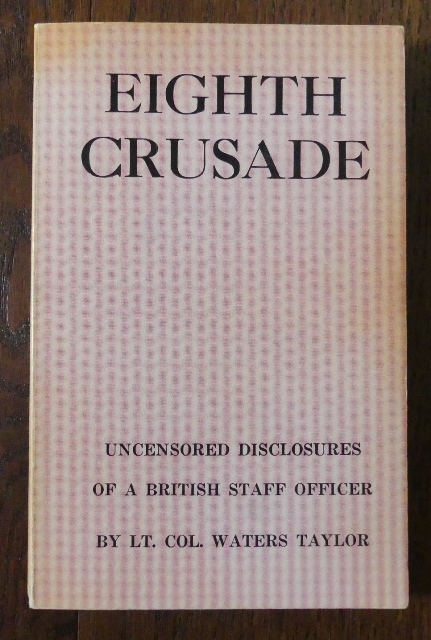 EIGHTH
CRUSADE
UNCENSORED DISCLOSURES
OF A BRITISH STAFF OFFICER
BY LT. COL. WATERS TAYLOR